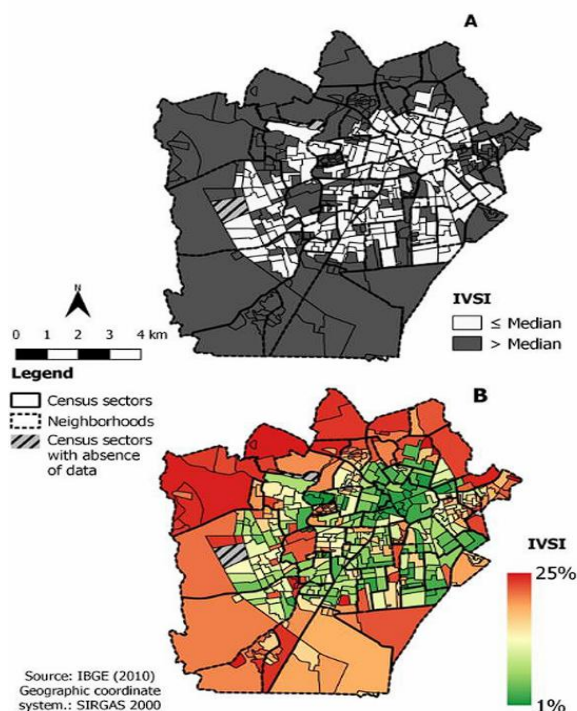 A
N
0 1 2 3 4 km
IVSI
≤ Median
> Median
Legend
Census sectors
Neighborhoods
Census sectors
with absence
of data
B
IVSI
25%
1%
Source: IBGE (2010)
Geographic coordinate
system.: SIRGAS 2000